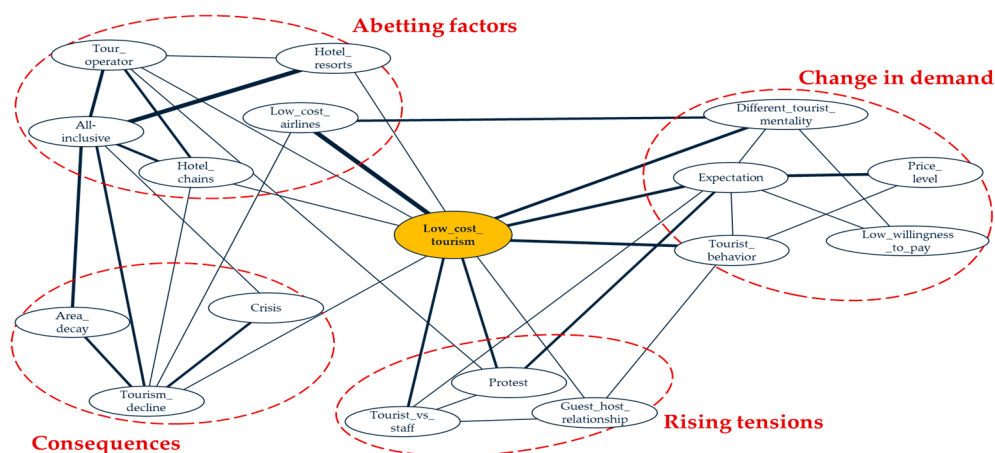 Abetting factors
Tour_
operator
Hotel_
resorts
Low_cost_
airlines
All-
inclusive
Hotel_
chains
Change in demand
Different_tourist_
mentality
Expectation
Price_
level
Low_willingness
_to_pay
Tourist_
behavior
Low_cost_
tourism
Area_
decay
Crisis
Tourism_
decline
Consequences
Protest
Tourist_vs_
staff
Guest_host_
relationship
Rising tensions